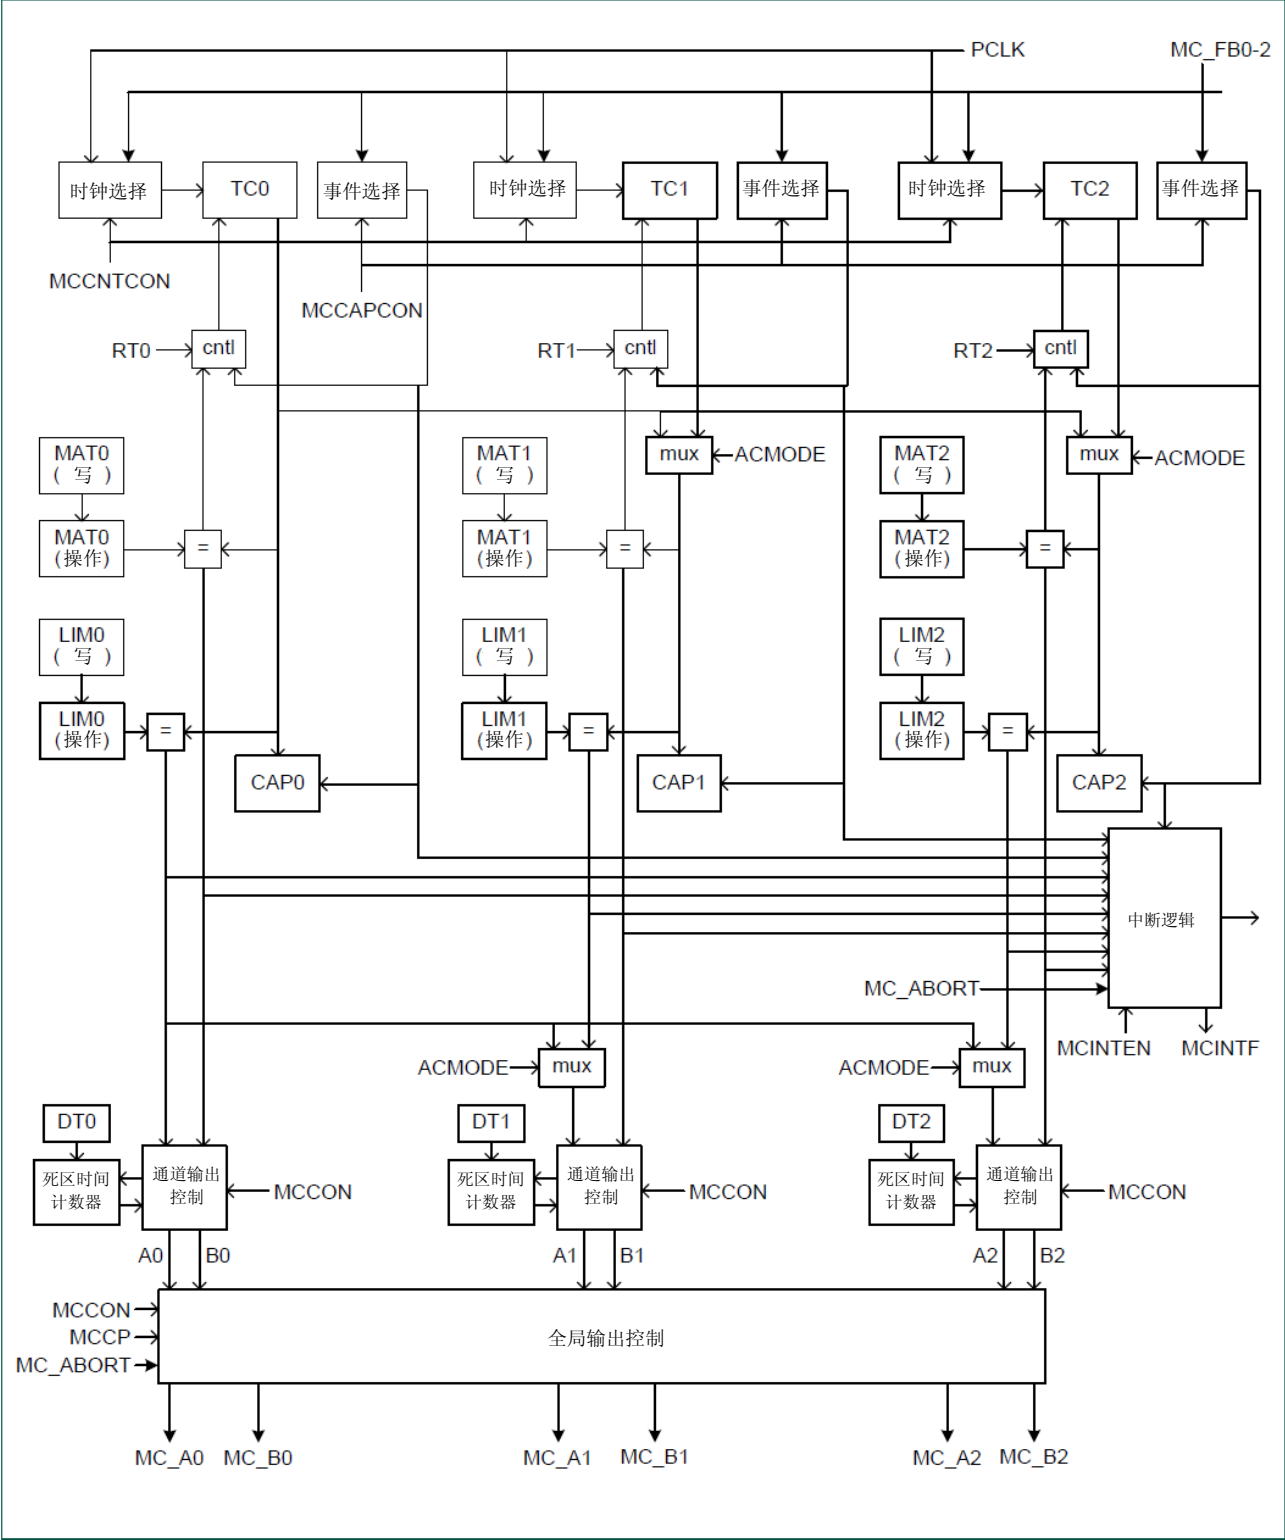 PCLK
MC_FB0-2
时钟选择
TC0
事件选择
时钟选择
TC1
事件选择
时钟选择
TC2
事件选择
MCCNTCON
MCCAPCON
RT0
cntl
RT1
cntl
RT2
cntl
MAT0
( 写 )
MAT1
( 写 )
mux
ACMODE
MAT2
( 写 )
mux
ACMODE
MAT0
(操作)
=
MAT1
(操作)
=
MAT2
(操作)
=
LIM0
( 写 )
LIM1
( 写 )
LIM2
( 写 )
LIM0
(操作)
=
LIM1
(操作)
=
LIM2
(操作)
=
CAP0
CAP1
CAP2
中断逻辑
MC_ABORT
MCINTEN
MCINTF
ACMODE
mux
ACMODE
mux
DT0
DT1
DT2
死区时间
计数器
通道输出
控制
MCCON
死区时间
计数器
通道输出
控制
MCCON
死区时间
计数器
通道输出
控制
MCCON
A0
B0
A1
B1
A2
B2
MCCON
MCCP
MC_ABORT
全局输出控制
MC_A0
MC_B0
MC_A1
MC_B1
MC_A2
MC_B2